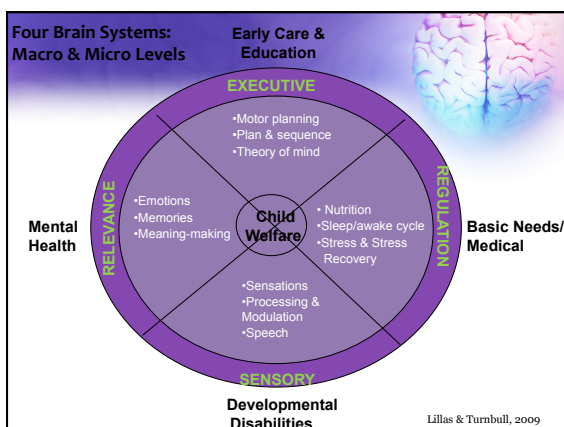 Four Brain Systems:
Macro & Micro Levels
Early Care &
Education
EXECUTIVE
•Motor planning
•Plan & sequence
•Theory of mind
RELEVANCE
•Emotions
•Memories
•Meaning-making
Mental
Health
Child
Welfare
• Nutrition
•Sleep/awake cycle
•Stress & Stress
Recovery
REGULATION
Basic Needs/
Medical
•Sensations
•Processing &
Modulation
•Speech
SENSORY
Developmental
Disabilities
Lillas & Turnbull, 2009